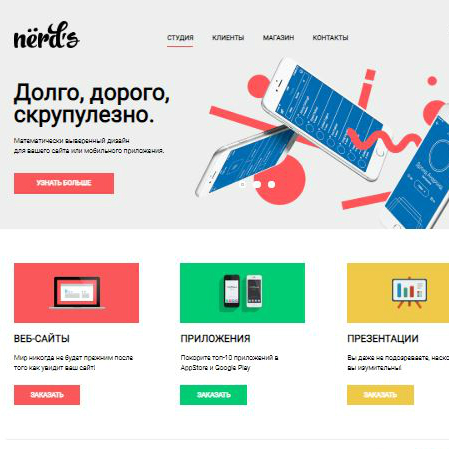 nёrd's
СТУДИЯ КЛИЕНТЫ МАГАЗИН КОНТАКТЫ
Долго, дорого,
скрупулезно.
Математически выверенный дизайн
для вашего сайта или мобильного приложения.
УЗНАТЬ БОЛЬШЕ
ВЕБ-САЙТЫ
Мир никогда не будет прежним после
того как увидит ваш сайт!
ЗАКАЗАТЬ
ПРИЛОЖЕНИЯ
Покорите топ-10 приложений в
AppStore и Google Play
ЗАКАЗАТЬ
ПРЕЗЕНТАЦИИ
Вы даже не подозреваете, наско
вы изумительны!
ЗАКАЗАТЬ